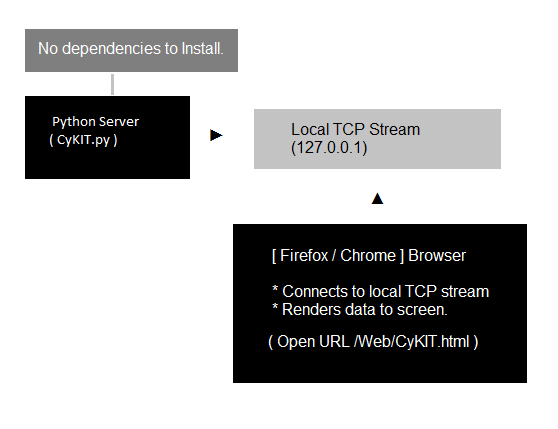 No dependencies to Install.
Python Server
( CyKIT.py )
Local TCP Stream
(127.0.0.1)
[ Firefox / Chrome ] Browser
* Connects to local TCP stream
* Renders data to screen.
( Open URL /Web/CyKIT.html )